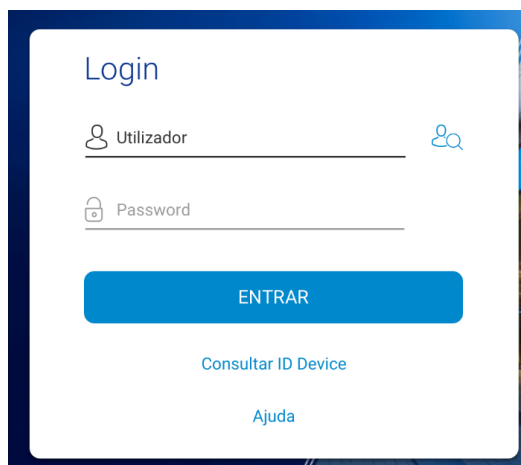 Login
Utilizador
Password
ENTRAR
Consultar ID Device
Ajuda